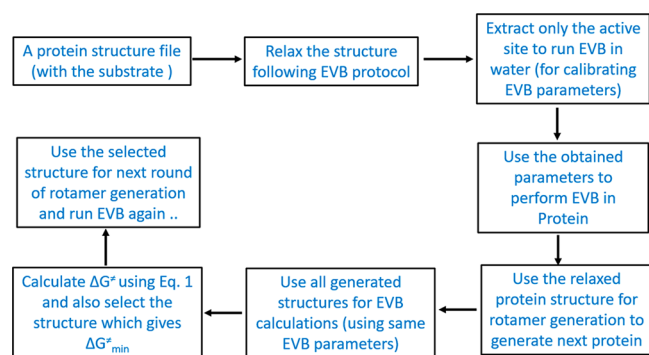 A protein structure file
(with the substrate )
Relax the structure
following EVB protocol
Extract only the active
site to run EVB in
water (for calibrating
EVB parameters)
Use the obtained
parameters to
perform EVB in
Protein
Use the relaxed
protein structure for
rotamer generation to
generate next protein
Use all generated
structures for EVB
calculations (using same
EVB parameters)
Calculate ΔG≠ using Eq. 1
and also select the
structure which gives
ΔG≠min
Use the selected
structure for next round
of rotamer generation
and run EVB again ..